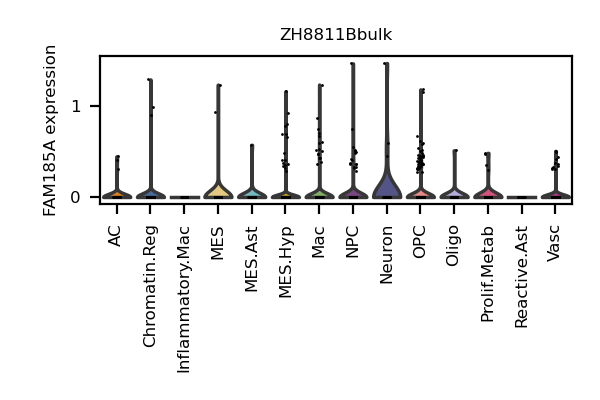 ZH8811Bbulk
FAM185A expression
1
0
AC
Chromatin.Reg
Inflammatory.Mac
MES
MES.Ast
MES.Hyp
Mac
NPC
Neuron
OPC
Oligo
Prolif.Metab
Reactive.Ast
Vasc